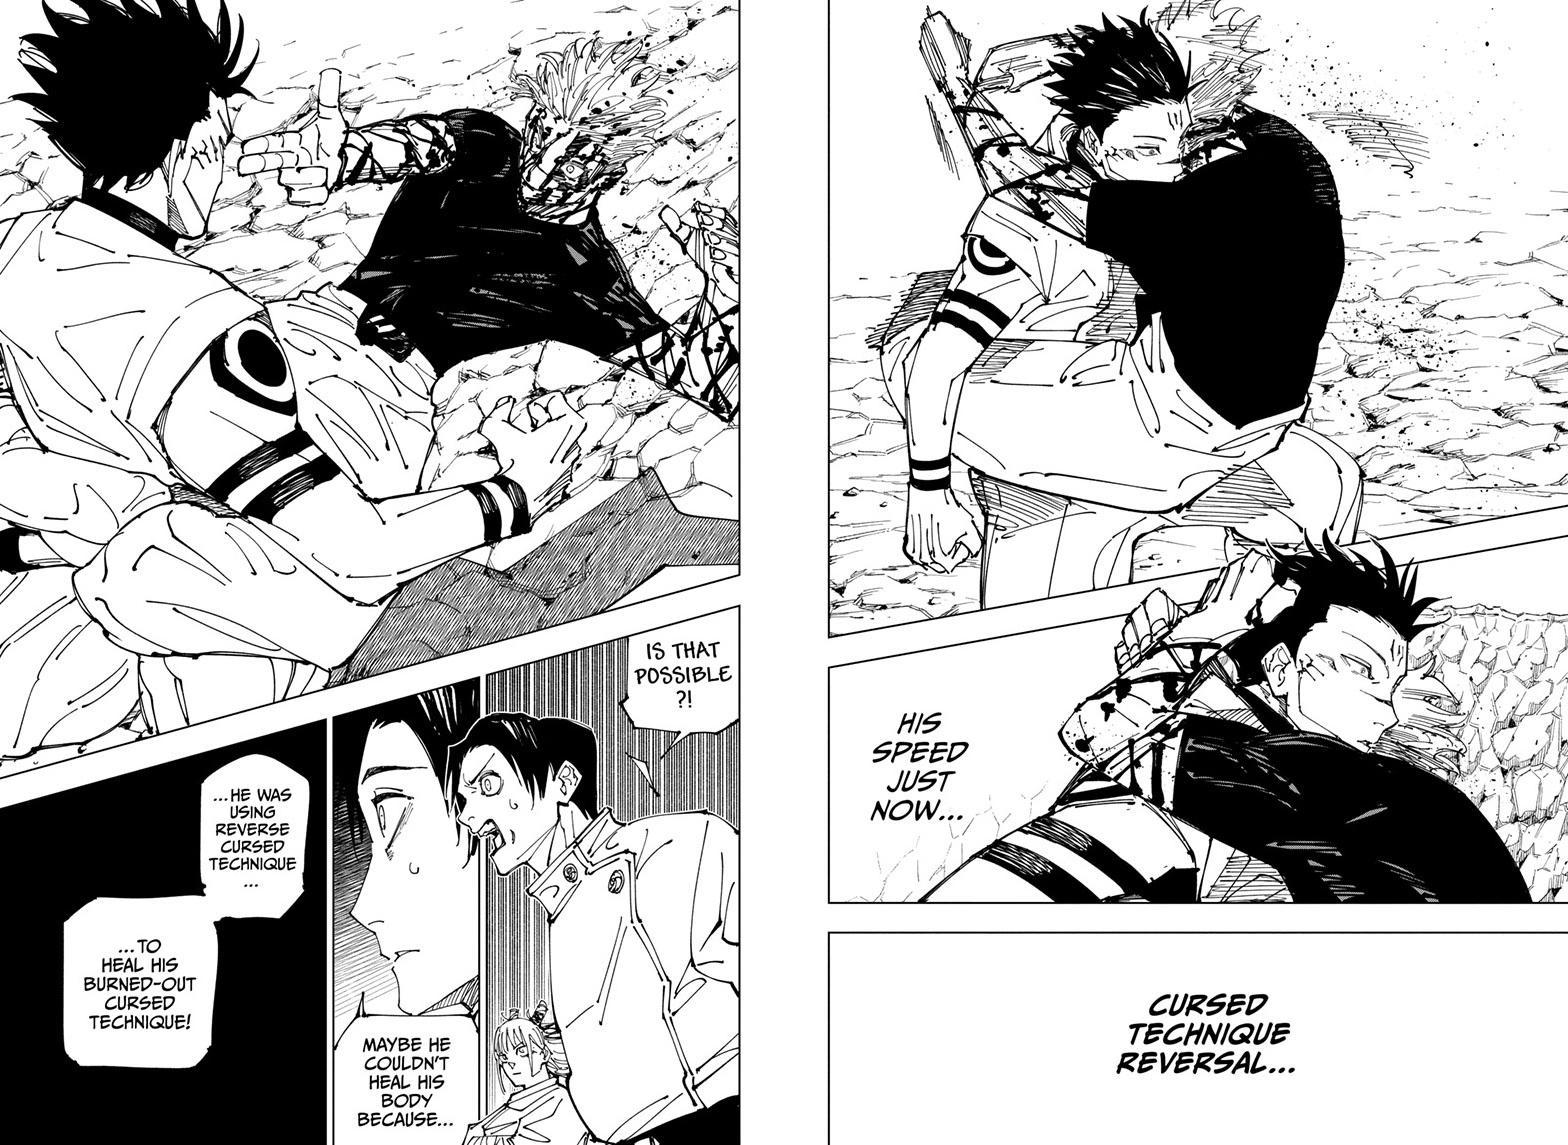 HIS
SPEED
JUST
NOW...
CURSED
TECHNIQUE
REVERSAL...
IS THAT
POSSIBLE
?!
MAYBE HE
COULDN'T
HEAL HIS
BODY
BECAUSE...
...HE WAS
USING
REVERSE
CURSED
TECHNIQUE
...
...TO
HEAL HIS
BURNED-OUT
CURSED
TECHNIQUE!